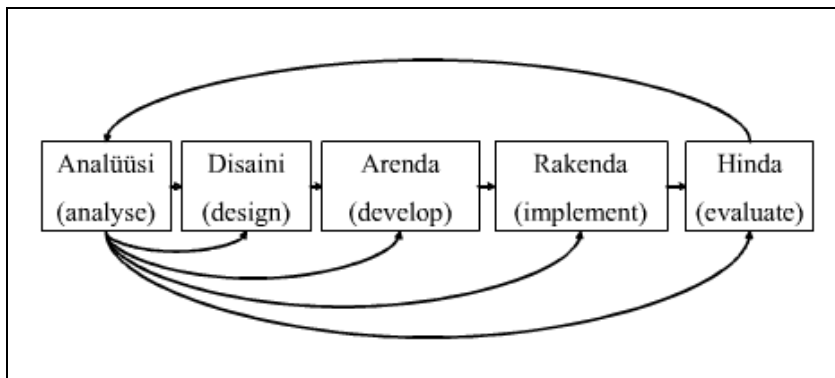 Analüüsi
(analyse)
Disaini
(design)
Arenda
(develop)
Rakenda
(implement)
Hinda
(evaluate)